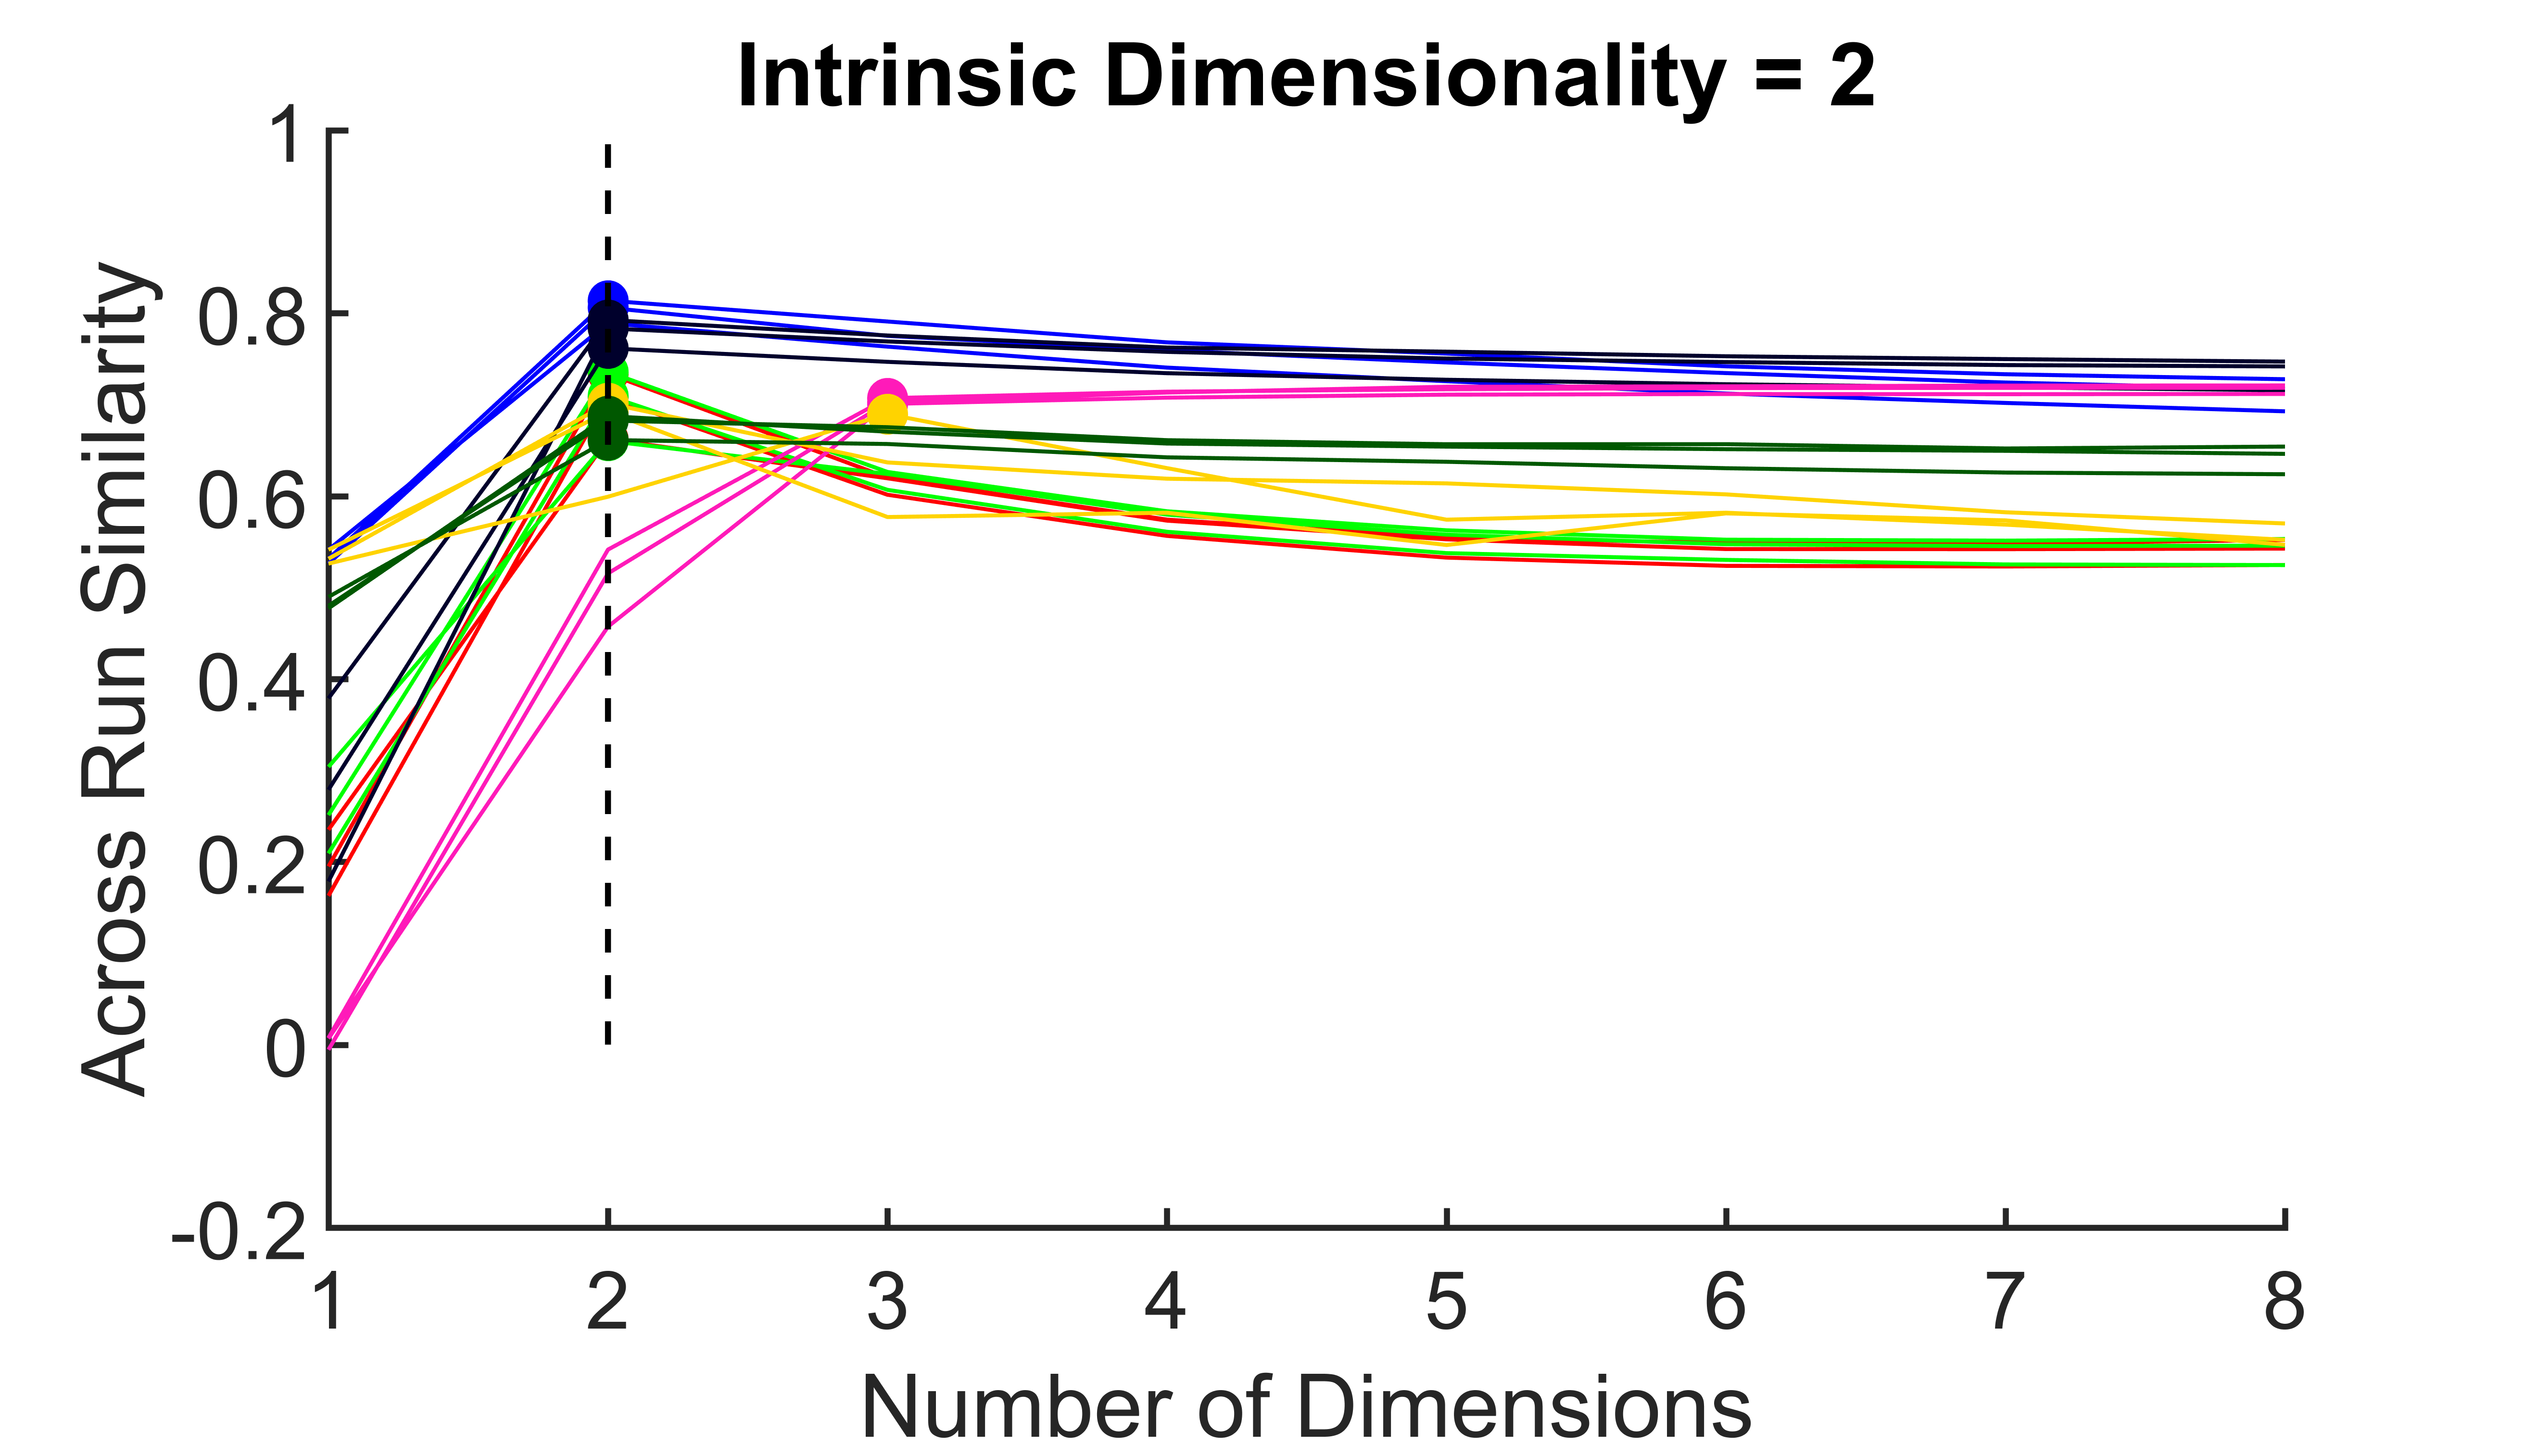 Intrinsic Dimensionality = 2
Across Run Similarity
1
0.8
0.6
0.4
0.2
0
-0.2
1 2 3 4 5 6 7 8
Number of Dimensions